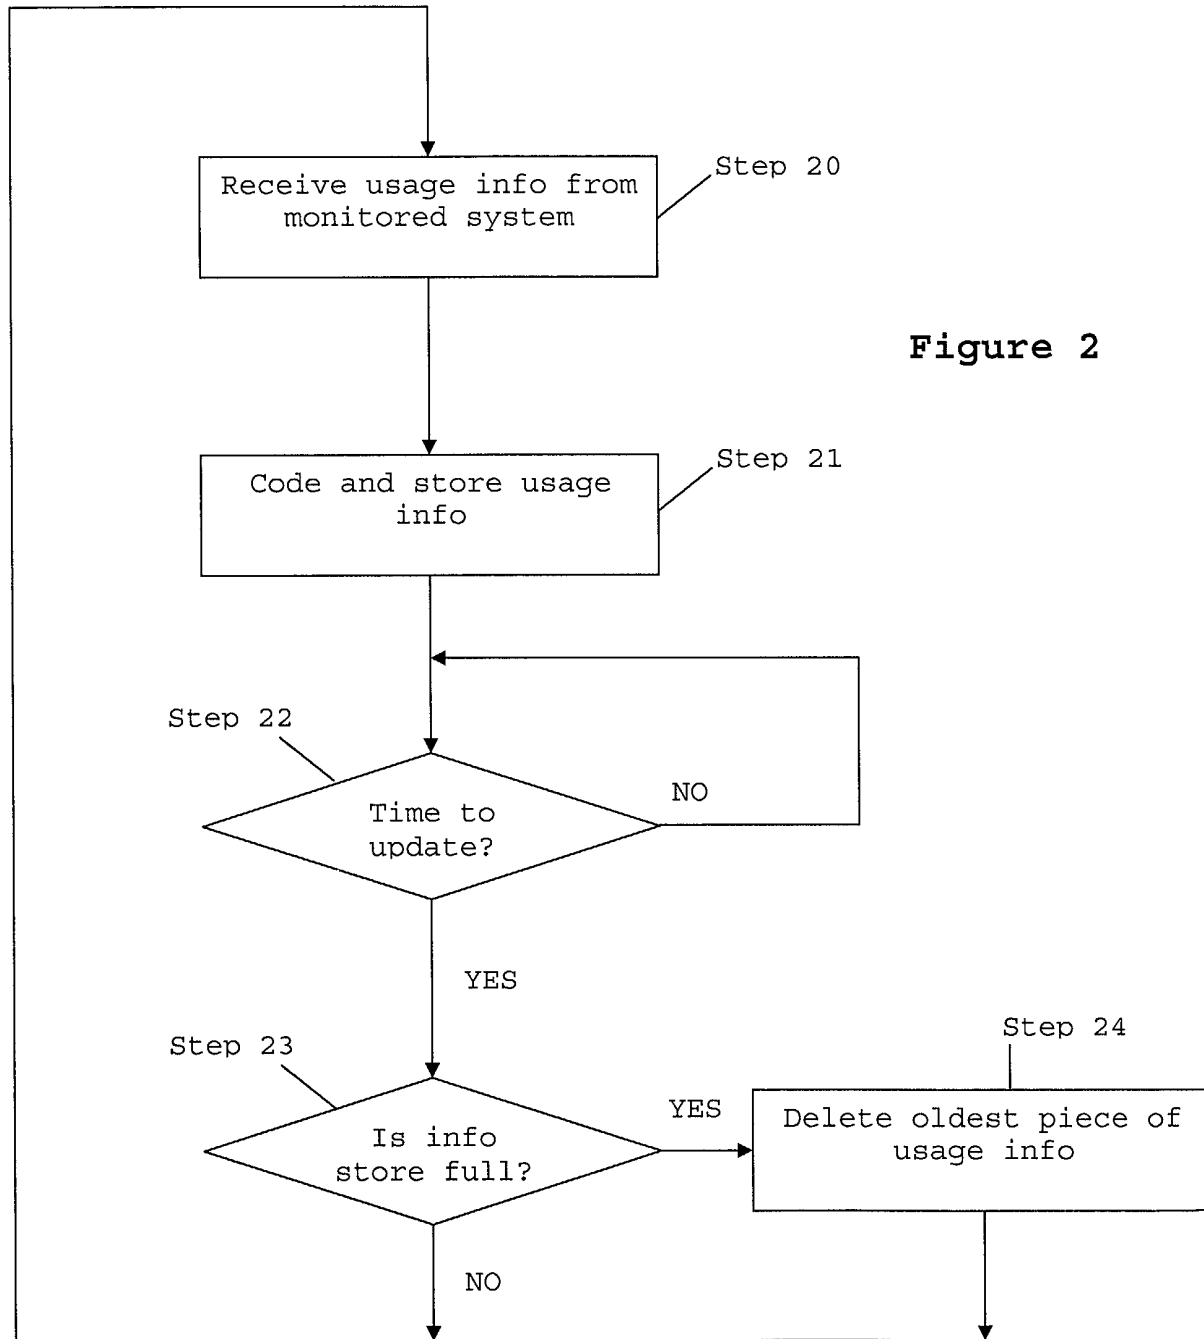 Step 20
Receive usage info from
monitored system
Figure 2
Step 21
Code and store usage
info
Step 22
NO
Time to
update?
YES
Step 23
Step 24
YES
Is info
store full?
Delete oldest piece of
usage info
NO